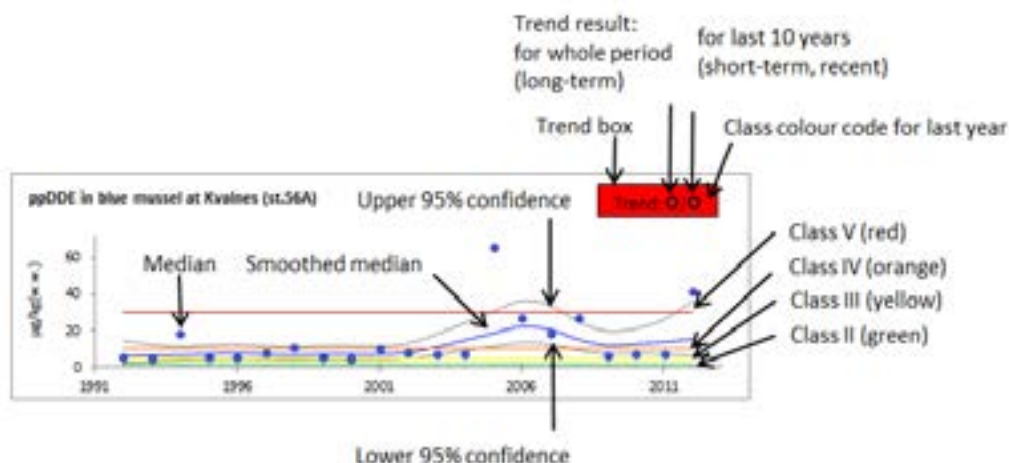 Trend result:
for whole period
(long-term)
for last 10 years
(short-term, recent)
Trend box
Class colour code for last year
ppDDE in blue mussel at Kvalnes (st.56A)
Upper 95% confidence
Trend: O/O
Median
Smoothed median
60
40
20
0
1991
1996
2001
2006
2011
Class V (red)
Class IV (orange)
Class III (yellow)
Class II (green)
Lower 95% confidence